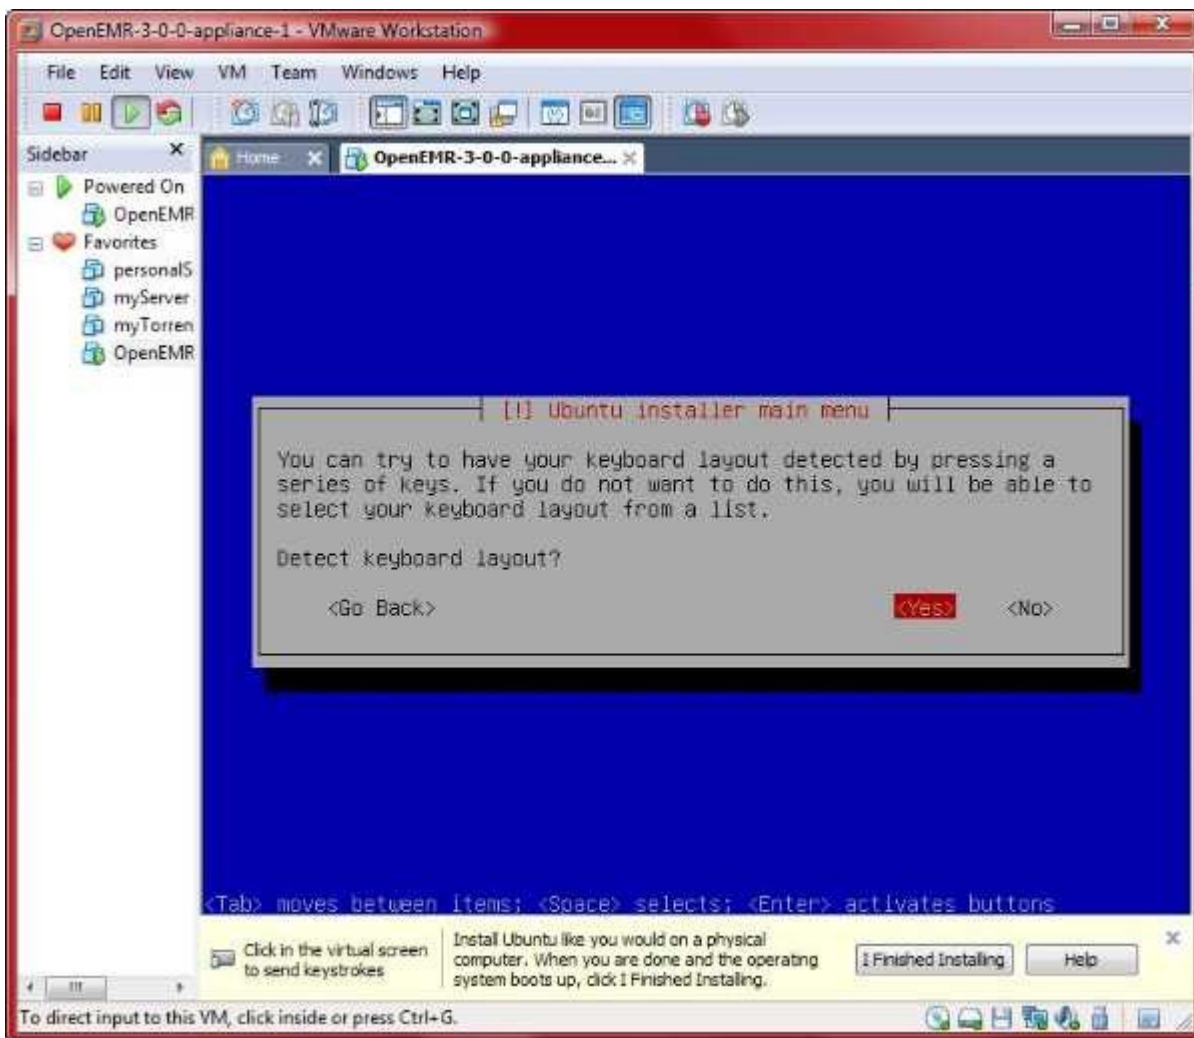 OpenEMR-3-0-0-appliance-1 - VMware Workstation
File Edit View VM Team Windows Help
Sidebar
Home
OpenEMR-3-0-0-appliance...
Powered On
OpenEMR
Favorites
personalS
myServer
myTorren
OpenEMR
[!] Ubuntu installer main menu
You can try to have your keyboard layout detected by pressing a
series of keys. If you do not want to do this, you will be able to
select your keyboard layout from a list.
Detect keyboard layout?
<Go Back> <Yes> <No>
<Tab> moves between items; <Space> selects; <Enter> activates buttons
Click in the virtual screen
to send keystrokes
Install Ubuntu like you would on a physical
computer. When you are done and the operating
system boots up, click I Finished Installing.
I Finished Installing
Help
To direct input to this VM, click inside or press Ctrl+G.